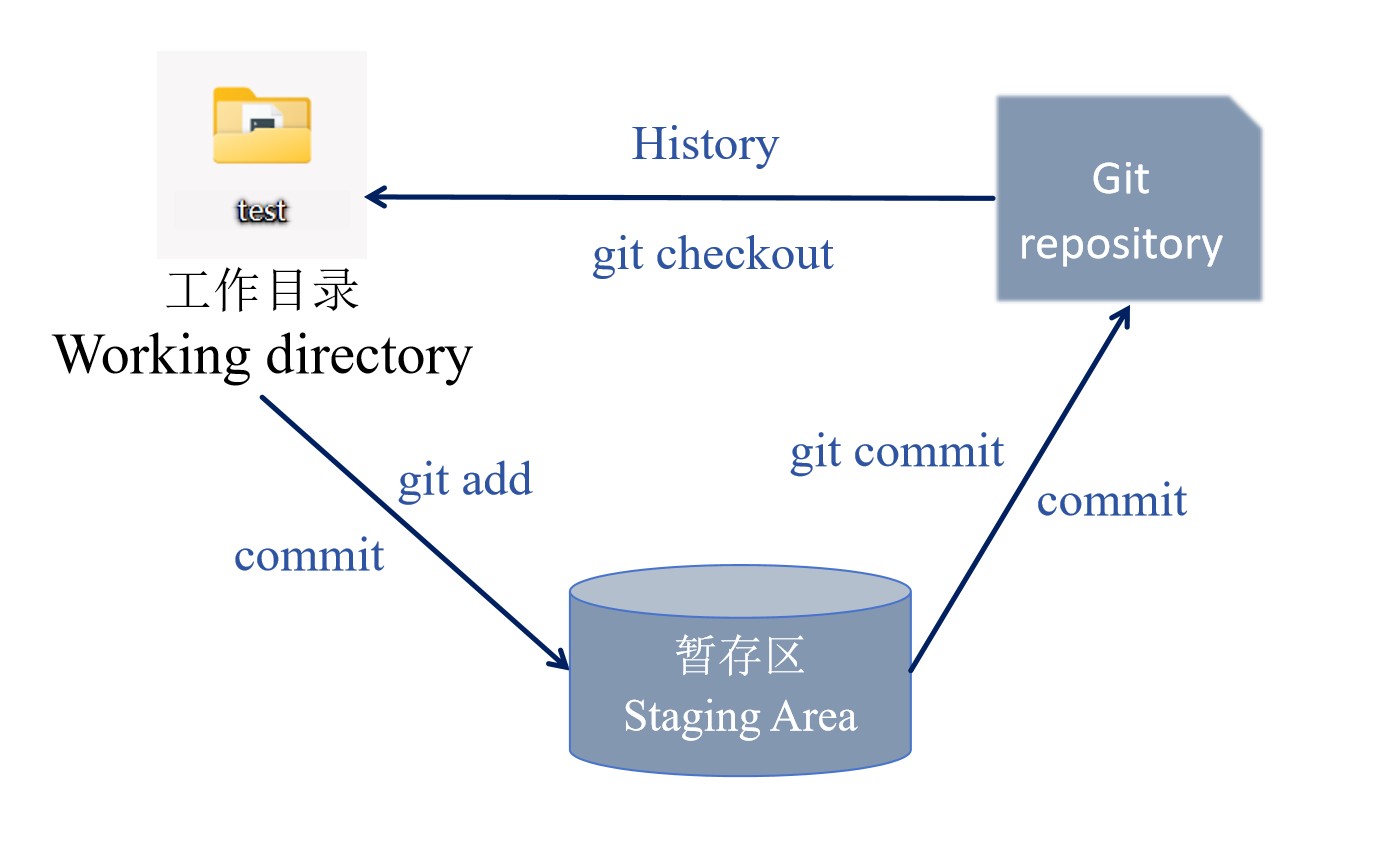 test
工作目录
Working directory
History
git checkout
Git
repository
git add
commit
git commit
commit
暂存区
Staging Area